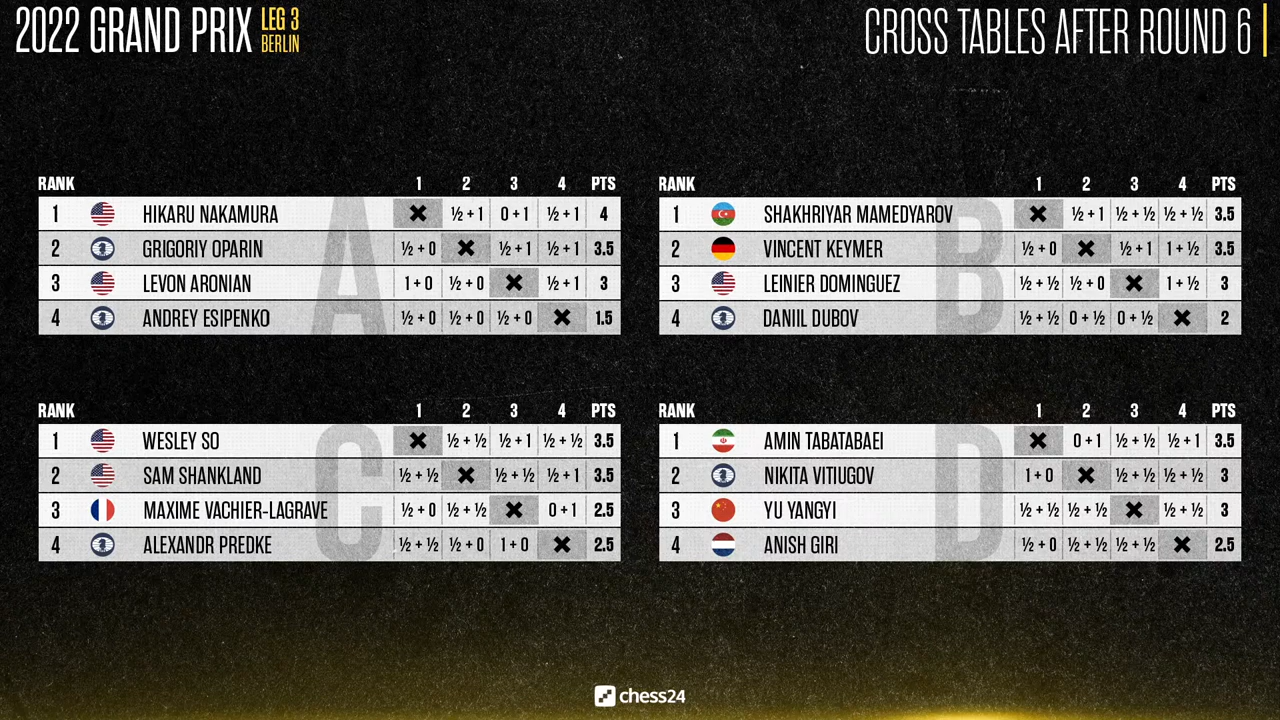 2022 GRAND PRIX LEG 3 BERLIN
CROSS TABLES AFTER ROUND 6
RANK 1 2 3 4 PTS
A
1 HIKARU NAKAMURA ½ + 1 0 + 1 ½ + 1 4
2 GRIGORIY OPARIN ½ + 0 ½ + 1 ½ + 1 3.5
3 LEVON ARONIAN 1 + 0 ½ + 0 ½ + 1 3
4 ANDREY ESIPENKO ½ + 0 ½ + 0 ½ + 0 1.5
RANK 1 2 3 4 PTS
B
1 SHAKHRIYAR MAMEDYAROV ½ + 1 ½ + ½ ½ + ½ 3.5
2 VINCENT KEYMER ½ + 0 ½ + 1 1 + ½ 3.5
3 LEINIER DOMINGUEZ ½ + ½ ½ + 0 1 + ½ 3
4 DANIIL DUBOV ½ + ½ 0 + ½ 0 + ½ 2
RANK 1 2 3 4 PTS
C
1 WESLEY SO ½ + ½ ½ + 1 ½ + ½ 3.5
2 SAM SHANKLAND ½ + ½ ½ + ½ ½ + 1 3.5
3 MAXIME VACHIER-LAGRAVE ½ + 0 ½ + ½ 0 + 1 2.5
4 ALEXANDR PREDKE ½ + ½ ½ + 0 1 + 0 2.5
RANK 1 2 3 4 PTS
D
1 AMIN TABATABAEI 0 + 1 ½ + ½ ½ + 1 3.5
2 NIKITA VITIUGOV 1 + 0 ½ + ½ ½ + ½ 3
3 YU YANGYI ½ + ½ ½ + ½ ½ + ½ 3
4 ANISH GIRI ½ + 0 ½ + ½ ½ + ½ 2.5
chess24